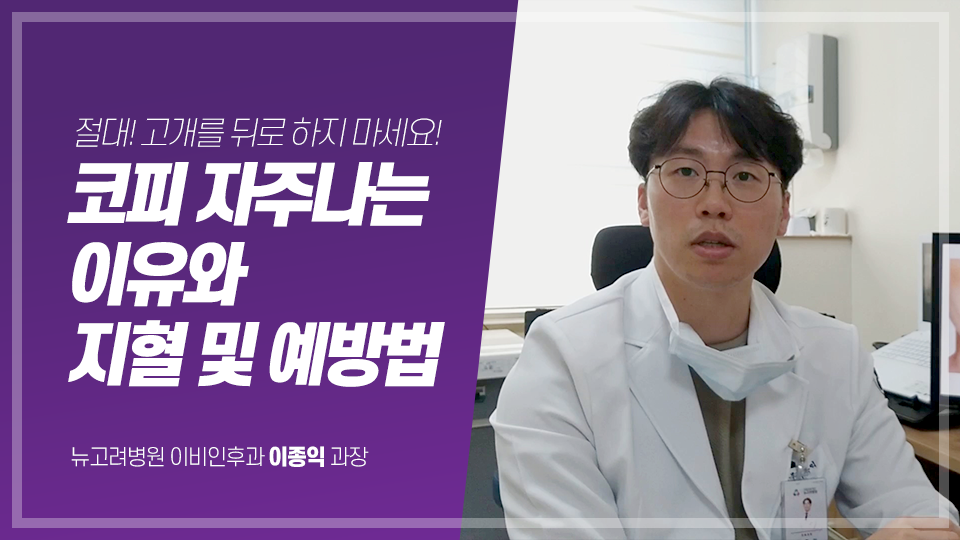 절대! 고개를 뒤로 하지 마세요!
코피 자주나는
이유와
지혈 및 예방법
뉴고려병원 이비인후과 이종익 과장